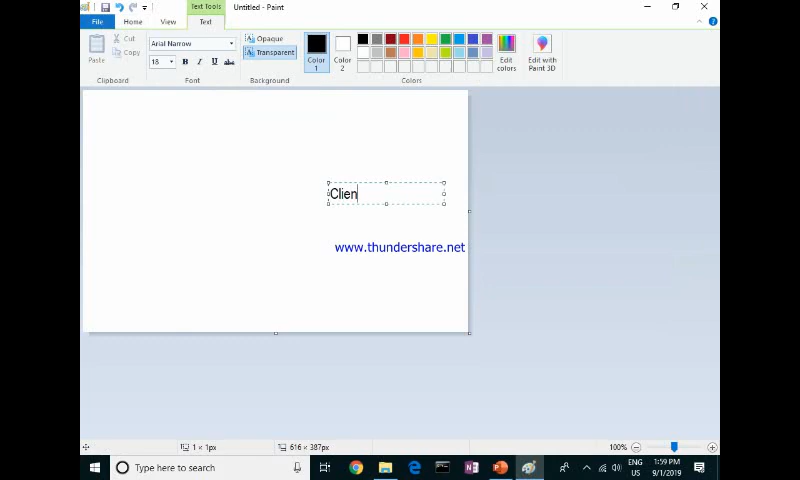 Text Tools
Untitled - Paint
File
Home
View
Text
Paste
Cut
Copy
Arial Narrow
18
B I U abc
Opaque
Transparent
Color 1
Color 2
Edit colors
Edit with Paint 3D
Clipboard
Font
Background
Colors
Clien
www.thundershare.net
1 × 1px
616 × 387px
100%
Type here to search
ENG
US
1:59 PM
9/1/2019